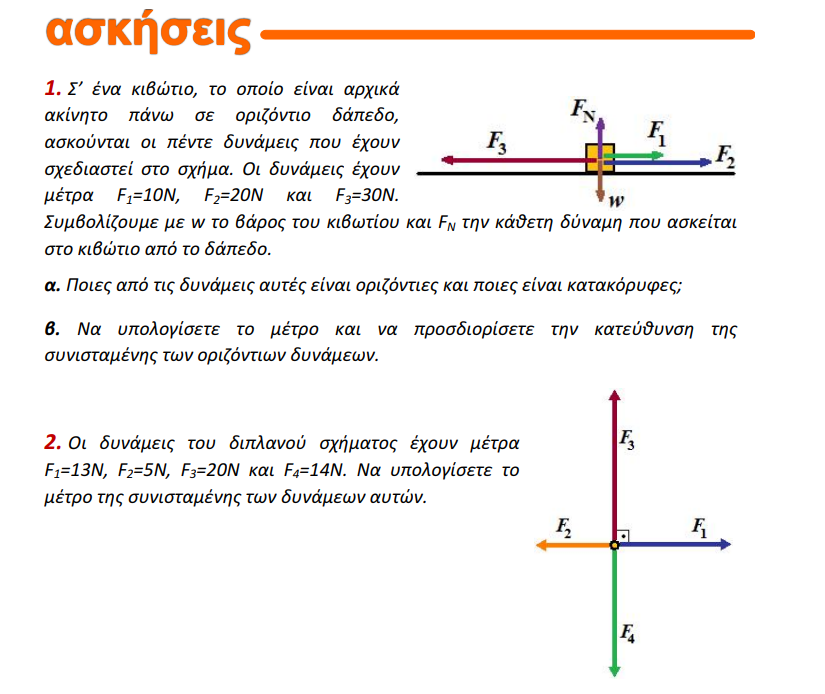 ασκήσεις
1. Σ’ ένα κιβώτιο, το οποίο είναι αρχικά
ακίνητο πάνω σε οριζόντιο δάπεδο,
ασκούνται οι πέντε δυνάμεις που έχουν
σχεδιαστεί στο σχήμα. Οι δυνάμεις έχουν
μέτρα F₁=10N, F₂=20N και F₃=30N.
F_N
F₁
F₃
F₂
w
Συμβολίζουμε με w το βάρος του κιβωτίου και F_N την κάθετη δύναμη που ασκείται
στο κιβώτιο από το δάπεδο.
α. Ποιες από τις δυνάμεις αυτές είναι οριζόντιες και ποιες είναι κατακόρυφες;
β. Να υπολογίσετε το μέτρο και να προσδιορίσετε την κατεύθυνση της
συνισταμένης των οριζόντιων δυνάμεων.
2. Οι δυνάμεις του διπλανού σχήματος έχουν μέτρα
F₁=13N, F₂=5N, F₃=20N και F₄=14N. Να υπολογίσετε το
μέτρο της συνισταμένης των δυνάμεων αυτών.
F₃
F₂
F₁
F₄